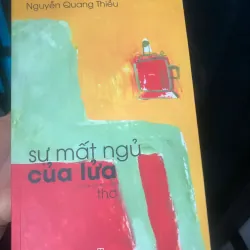 Nguyễn Quang Thiều
sự mất ngủ
của lửa
thơ